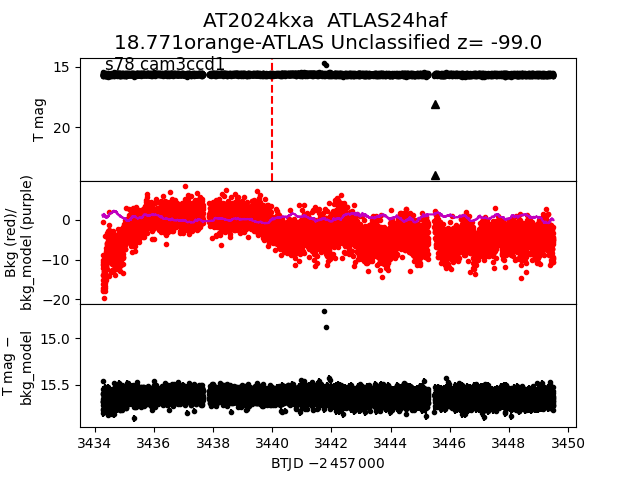 AT2024kxa ATLAS24haf
18.771orange-ATLAS Unclassified z= -99.0
s78 cam3ccd1
15
20
T mag
0
−10
−20
Bkg (red)/
bkg_model (purple)
15.0
15.5
T mag −
bkg_model
3434 3436 3438 3440 3442 3444 3446 3448 3450
BTJD −2 457 000